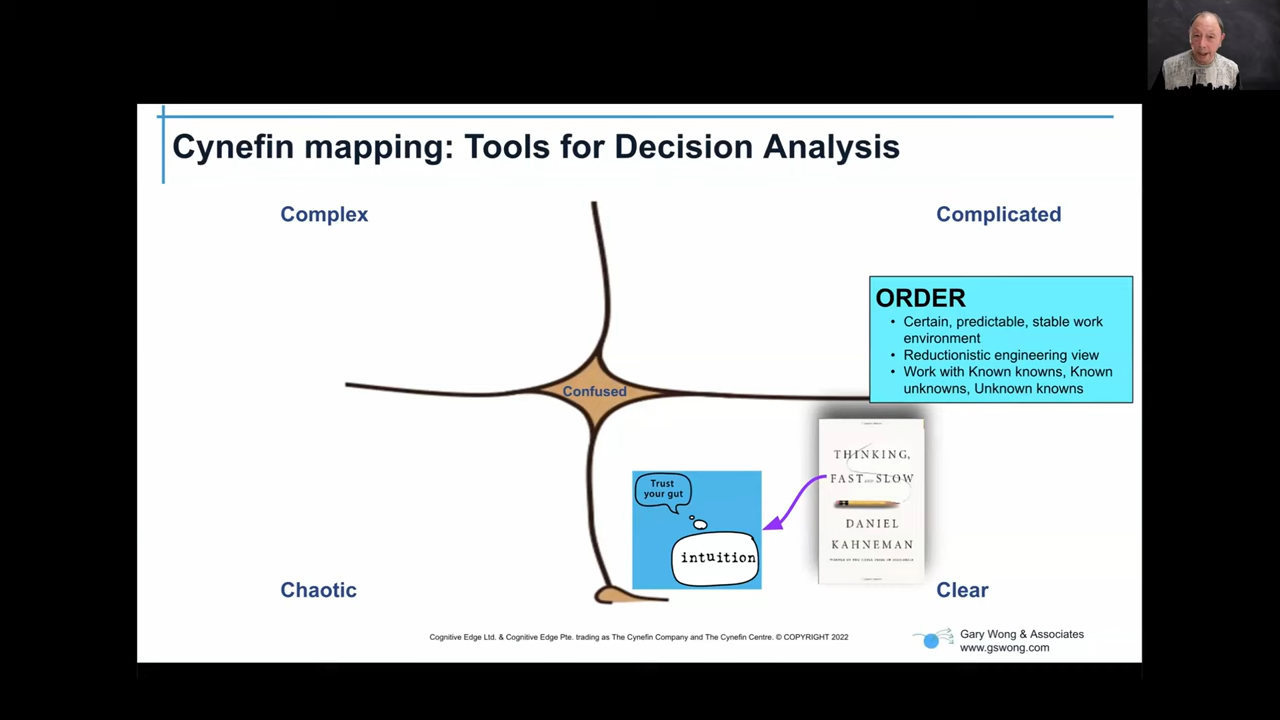 Cynefin mapping: Tools for Decision Analysis
Complex
Complicated
ORDER
• Certain, predictable, stable work
environment
• Reductionistic engineering view
• Work with Known knowns, Known
unknowns, Unknown knowns
Confused
Trust
your gut
intuition
THINKING,
FAST AND SLOW
DANIEL
KAHNEMAN
Chaotic
Clear
Cognitive Edge Ltd. & Cognitive Edge Pte. trading as The Cynefin Company and The Cynefin Centre. © COPYRIGHT 2022
Gary Wong & Associates
www.gswong.com